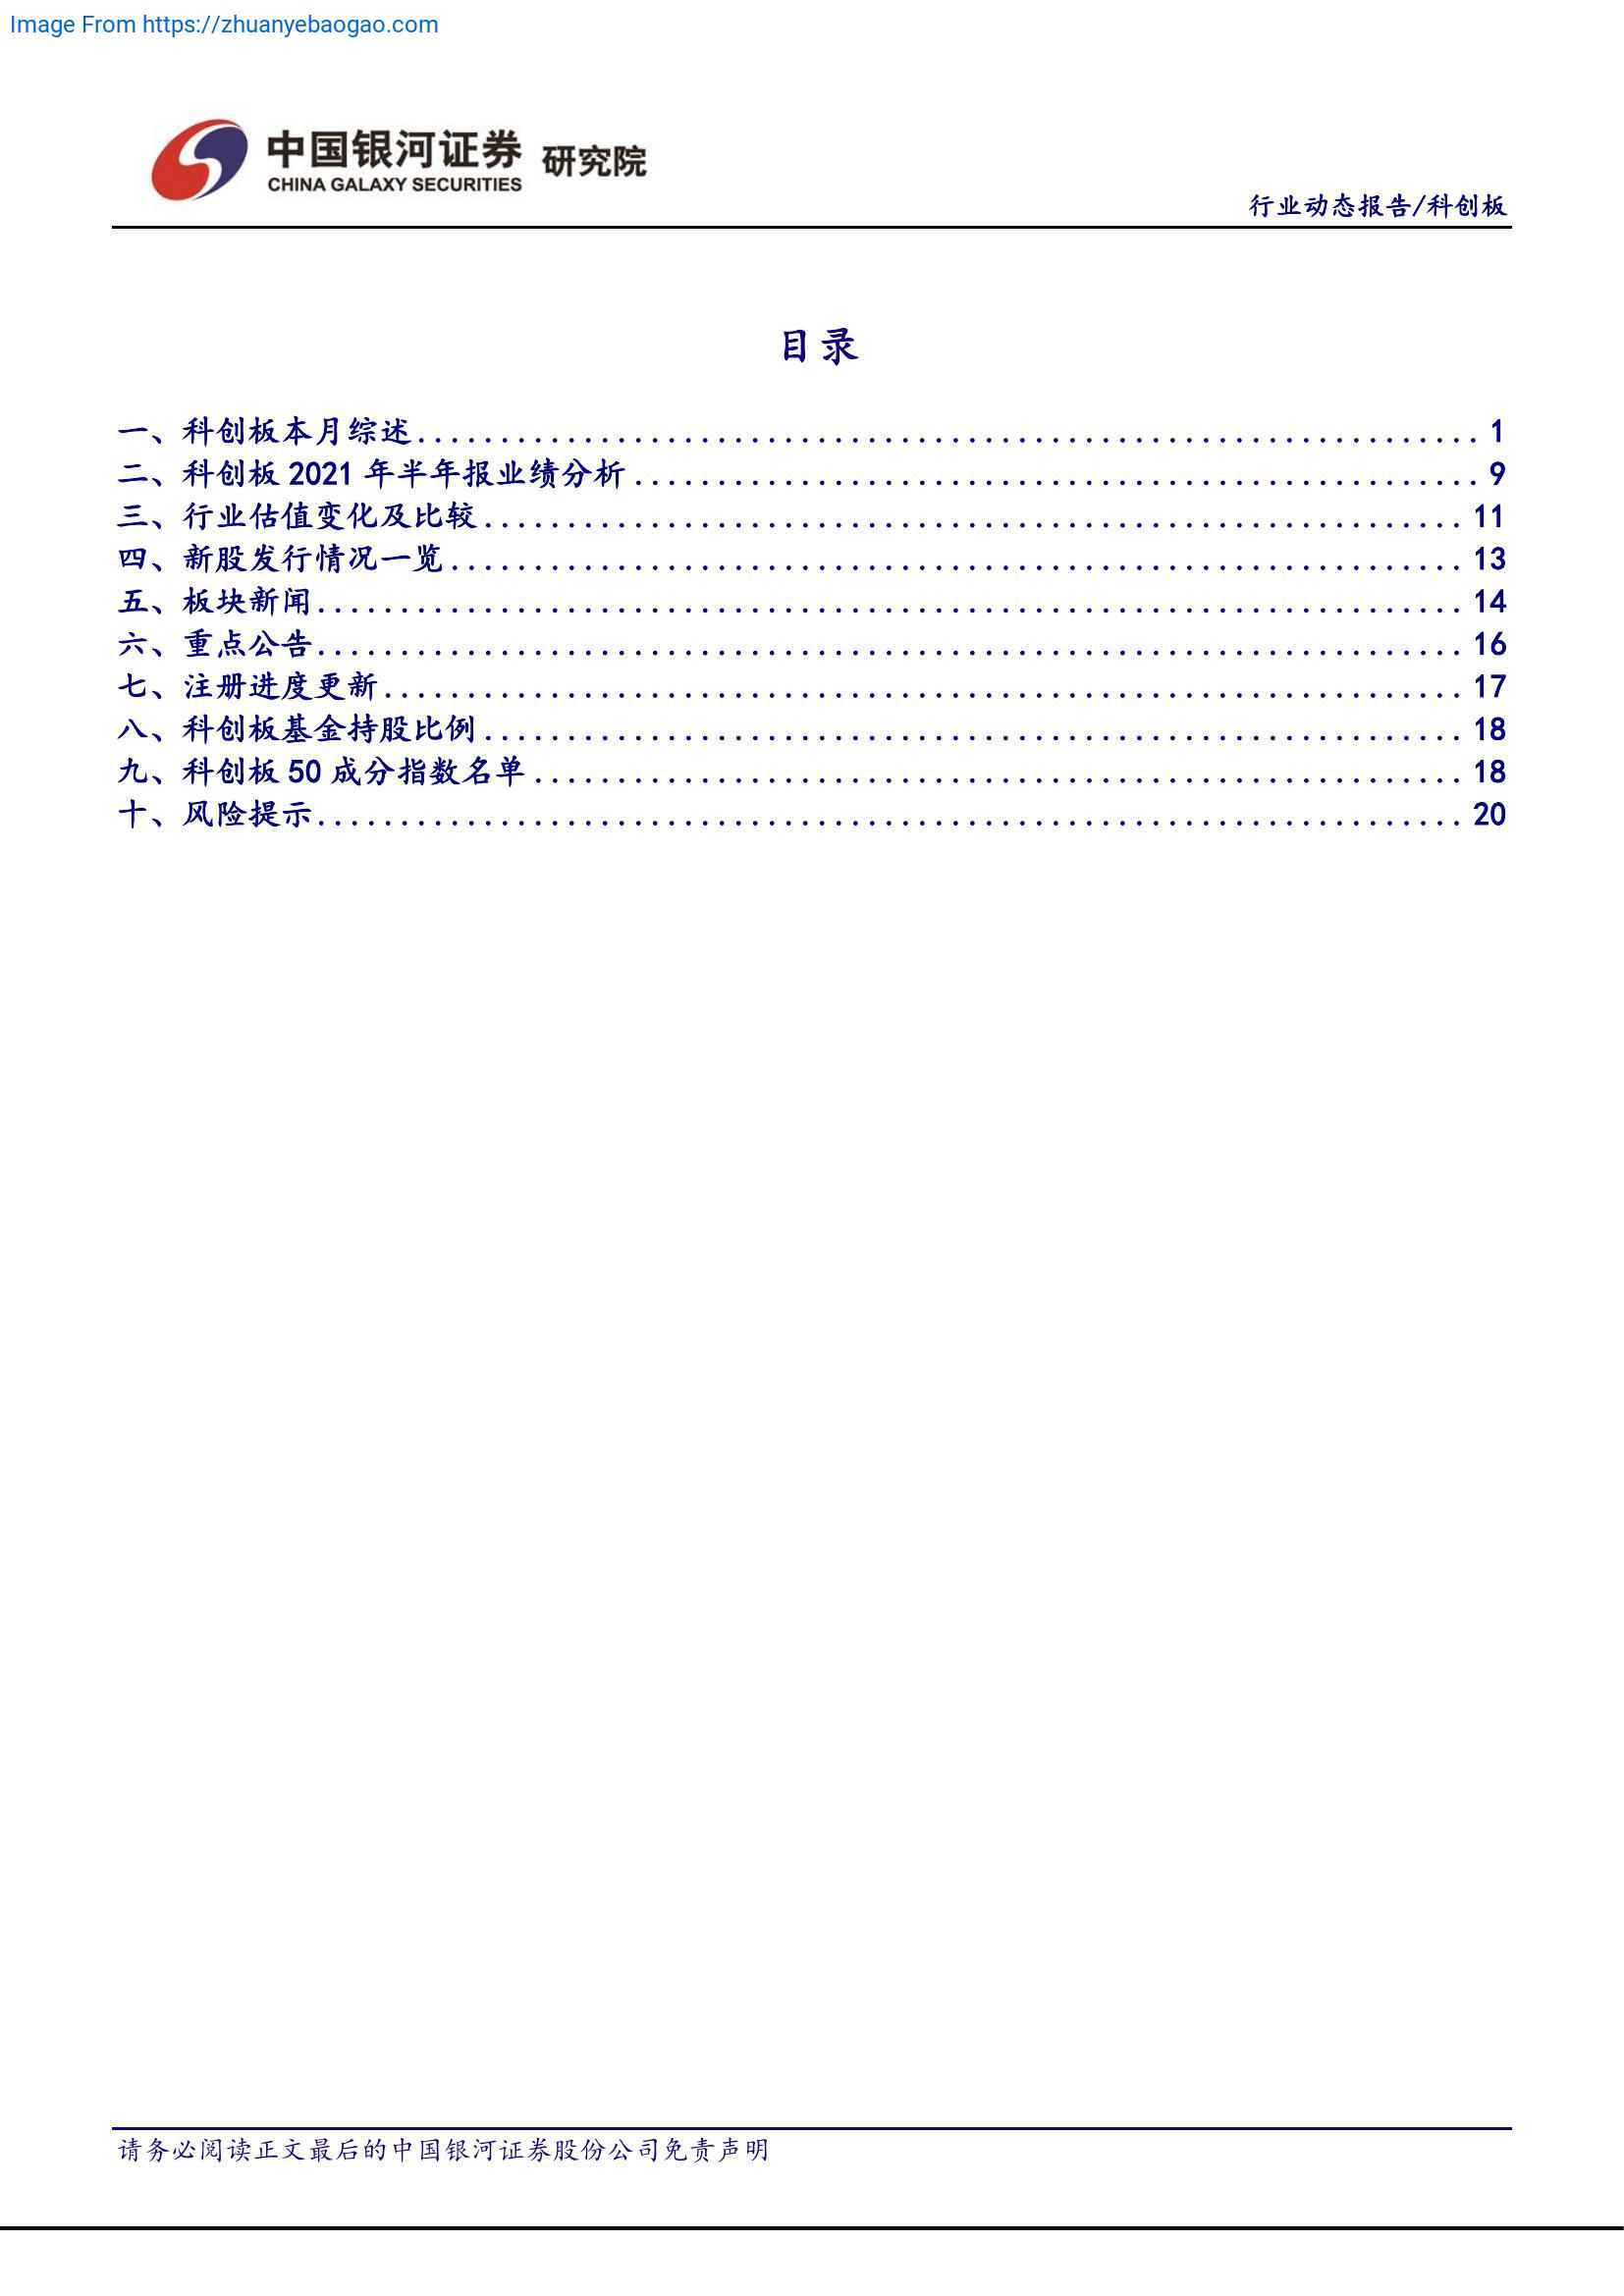 Image From https://zhuanyebaogao.com
中国银河证券 研究院
CHINA GALAXY SECURITIES
行业动态报告/科创板
目录
一、科创板本月综述................................................................ 1
二、科创板 2021 年半年报业绩分析................................................... 9
三、行业估值变化及比较........................................................... 11
四、新股发行情况一览............................................................. 13
五、板块新闻..................................................................... 14
六、重点公告..................................................................... 16
七、注册进度更新................................................................. 17
八、科创板基金持股比例........................................................... 18
九、科创板 50 成分指数名单........................................................ 18
十、风险提示..................................................................... 20
请务必阅读正文最后的中国银河证券股份公司免责声明